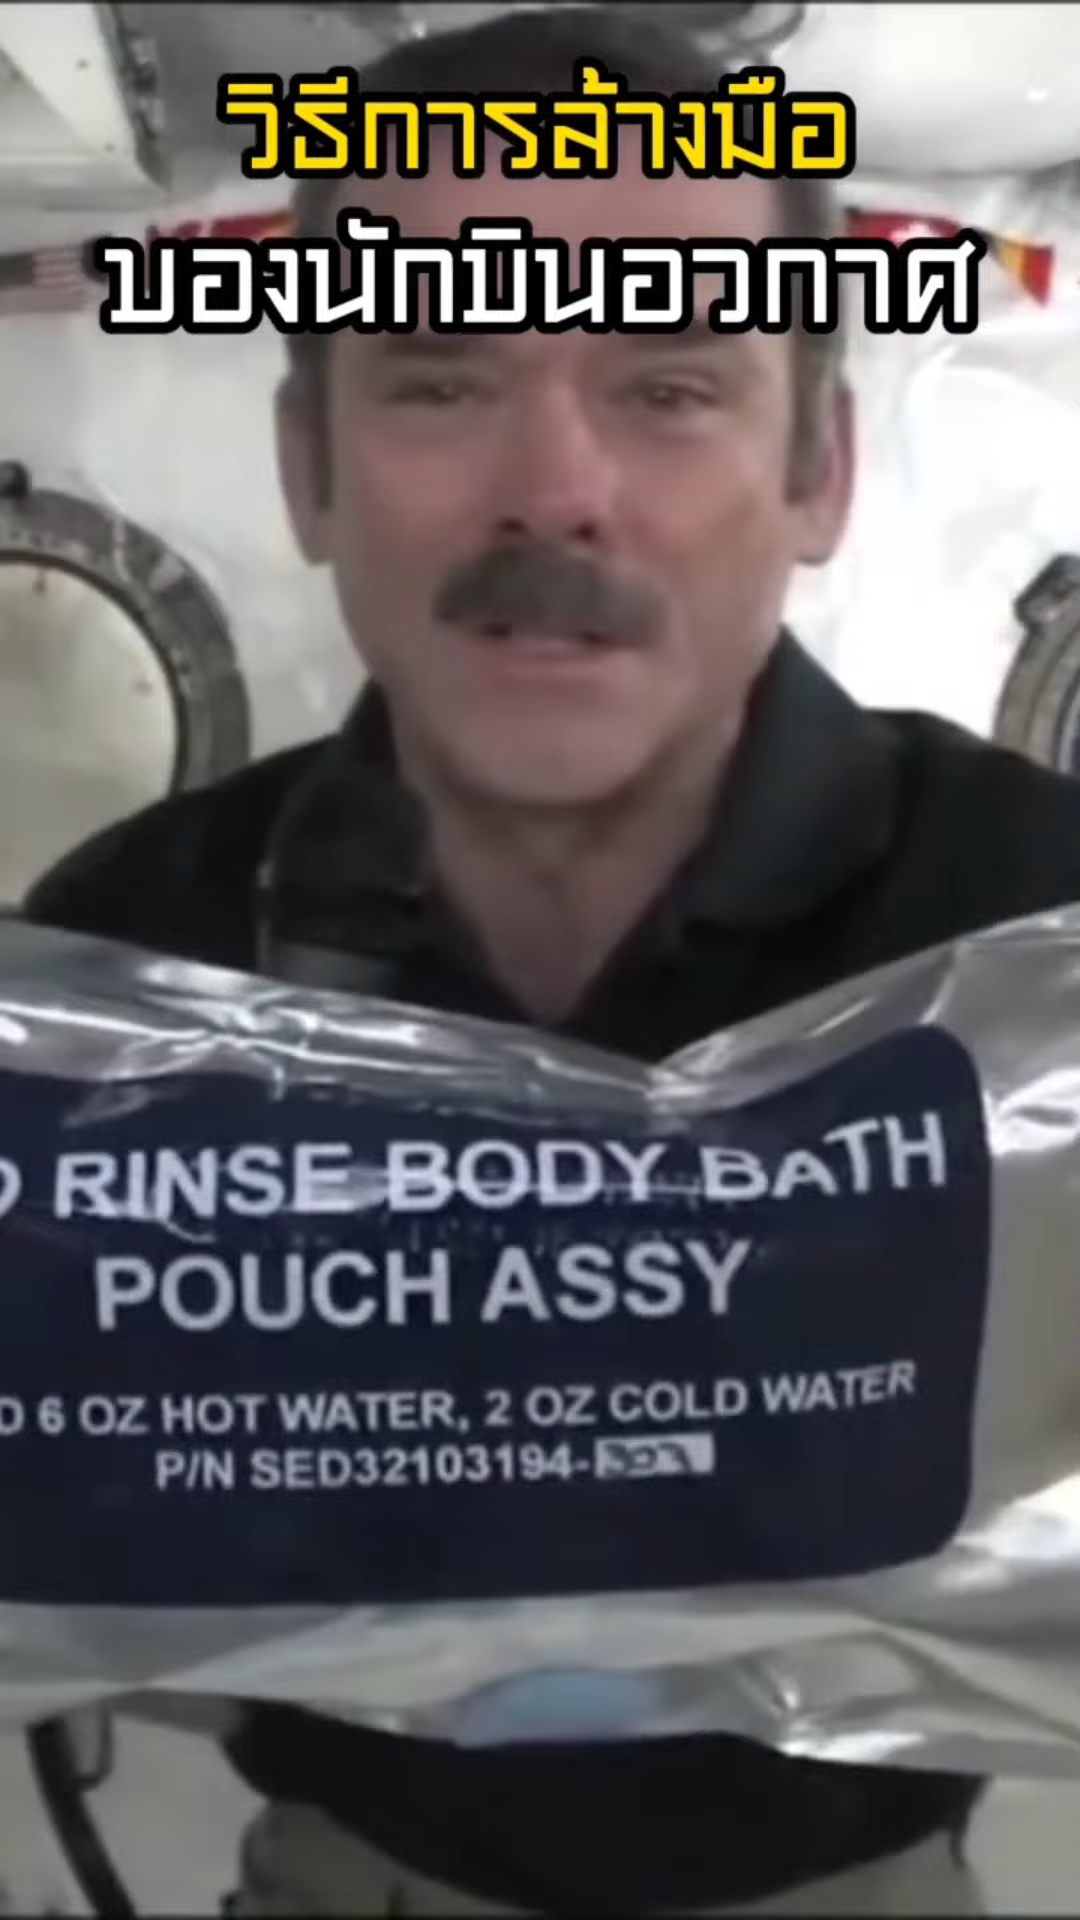 วิธีการล้างมือ
ของนักบินอวกาศ
RINSE BODY BATH
POUCH ASSY
6 OZ HOT WATER, 2 OZ COLD WATER
P/N SED32103194-